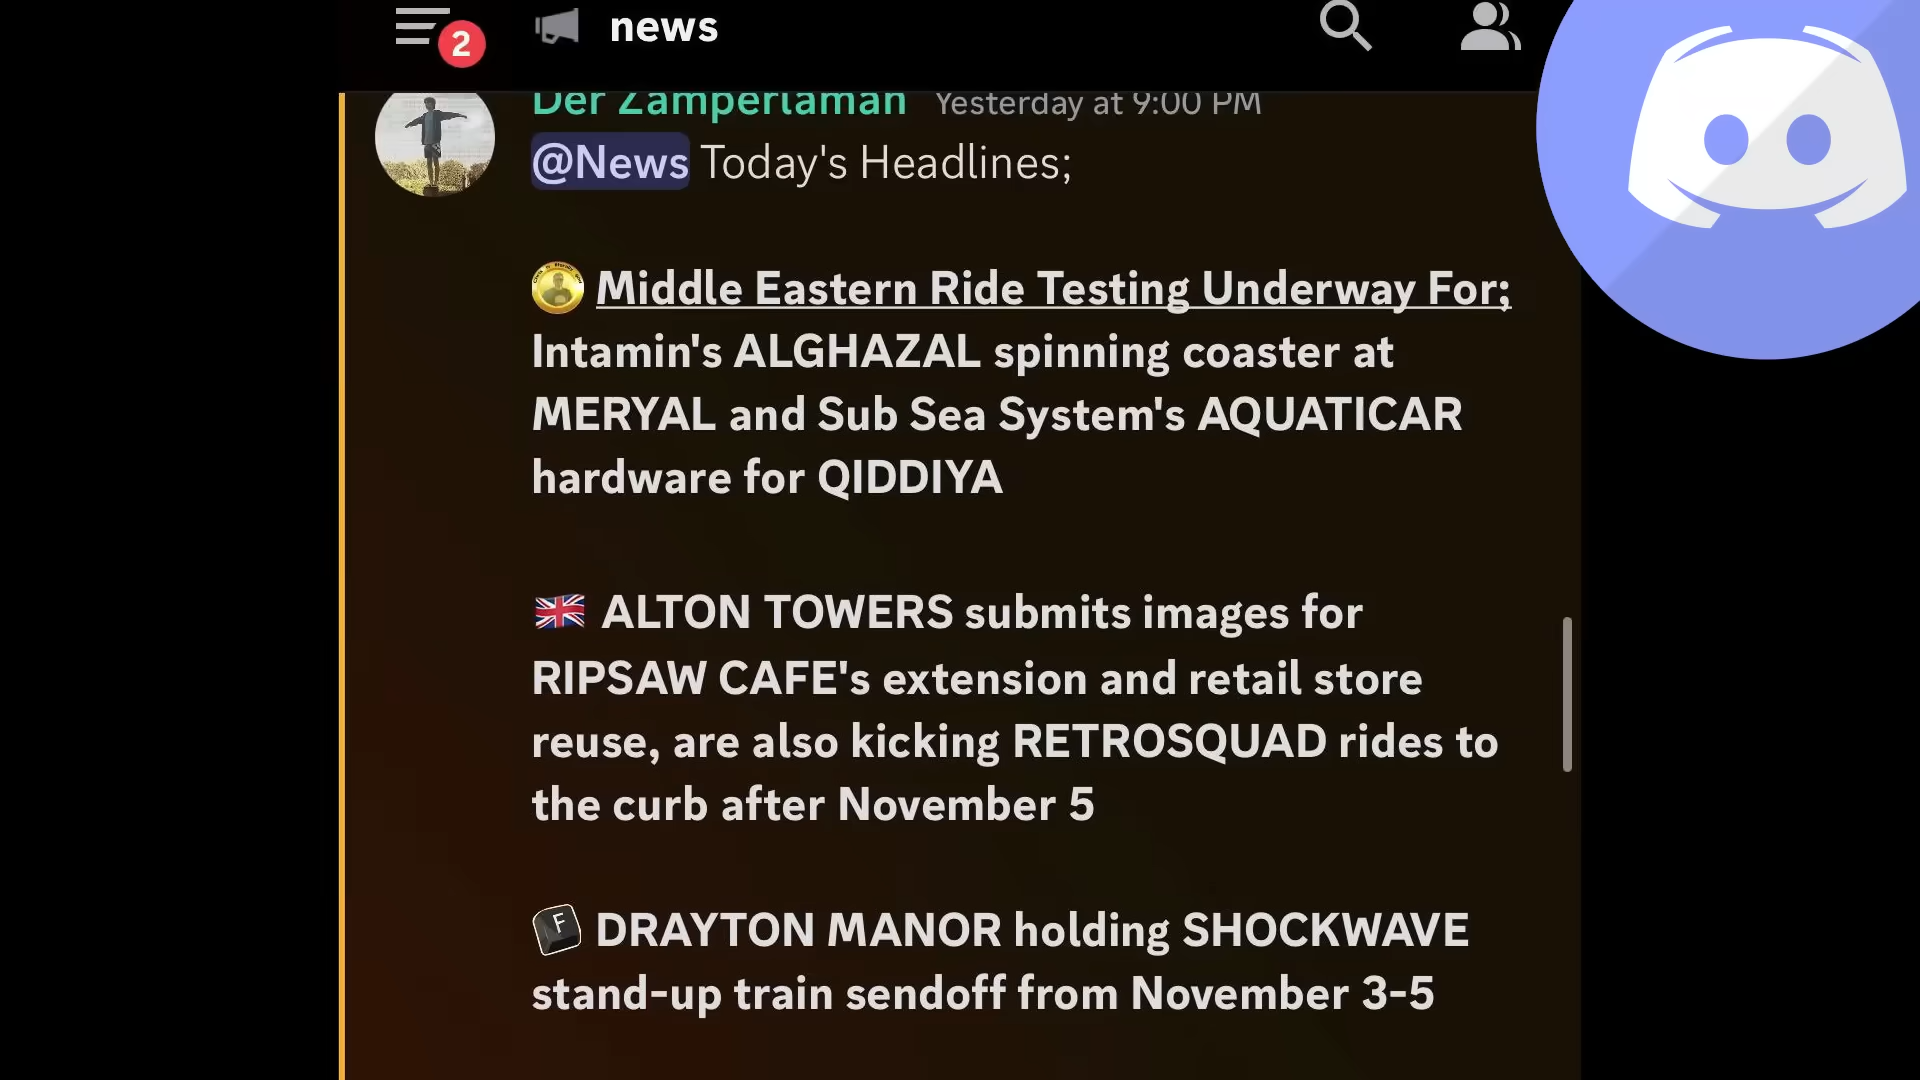 2
news
Der Zamperlaman Yesterday at 9:00 PM
@News Today's Headlines;
Middle Eastern Ride Testing Underway For;
Intamin's ALGHAZAL spinning coaster at
MERYAL and Sub Sea System's AQUATICAR
hardware for QIDDIYA
ALTON TOWERS submits images for
RIPSAW CAFE's extension and retail store
reuse, are also kicking RETROSQUAD rides to
the curb after November 5
F DRAYTON MANOR holding SHOCKWAVE
stand-up train sendoff from November 3-5